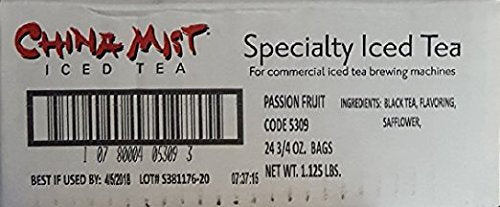 CHINA MIST
ICED TEA
Specialty Iced Tea
For commercial iced tea brewing machines
PASSION FRUIT
CODE 5309
24 3/4 OZ. BAGS
NET WT. 1.125 LBS.
INGREDIENTS: BLACK TEA, FLAVORING,
SAFFLOWER,
1 07 80004 05309 3
BEST IF USED BY: 4/5/2018 LOT# S381176-20 07:37:16